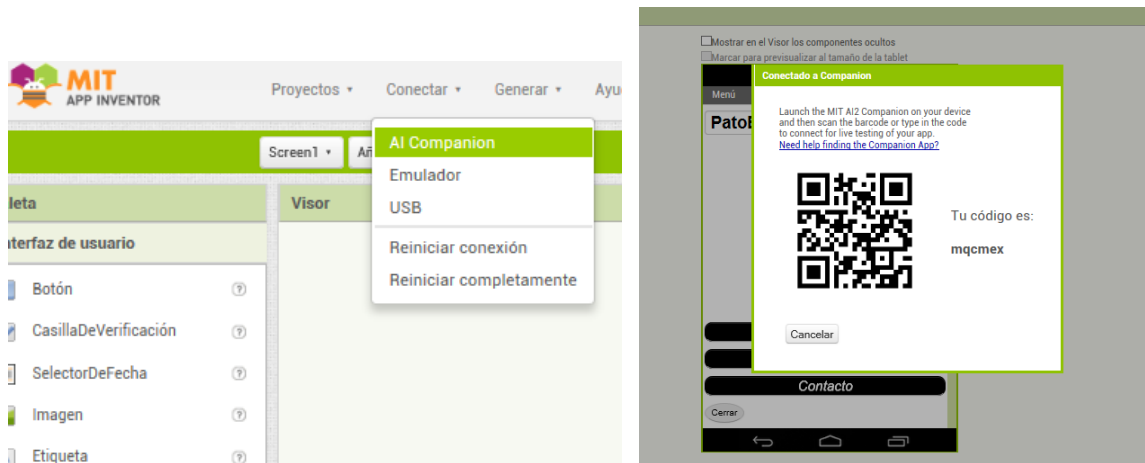 MIT
APP INVENTOR
Proyectos
Conectar
Generar
Screen1
AI Companion
Emulador
USB
Reiniciar conexión
Reiniciar completamente
Visor
Interfaz de usuario
Botón
CasillaDeVerificación
SelectorDeFecha
Imagen
Etiqueta
Mostrar en el Visor los componentes ocultos
Marcar para previsualizar al tamaño de la tablet
Conectado a Companion
Menú
Launch the MIT AI2 Companion on your device
and then scan the barcode or type in the code
to connect for live testing of your app.
Need help finding the Companion App?
Tu código es:
mqcmex
Cancelar
Contacto
Cerrar